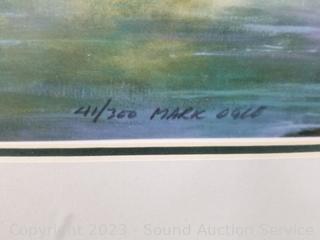 41/300 MARK OGLE
Copyright 2023 - Sound Auction Service